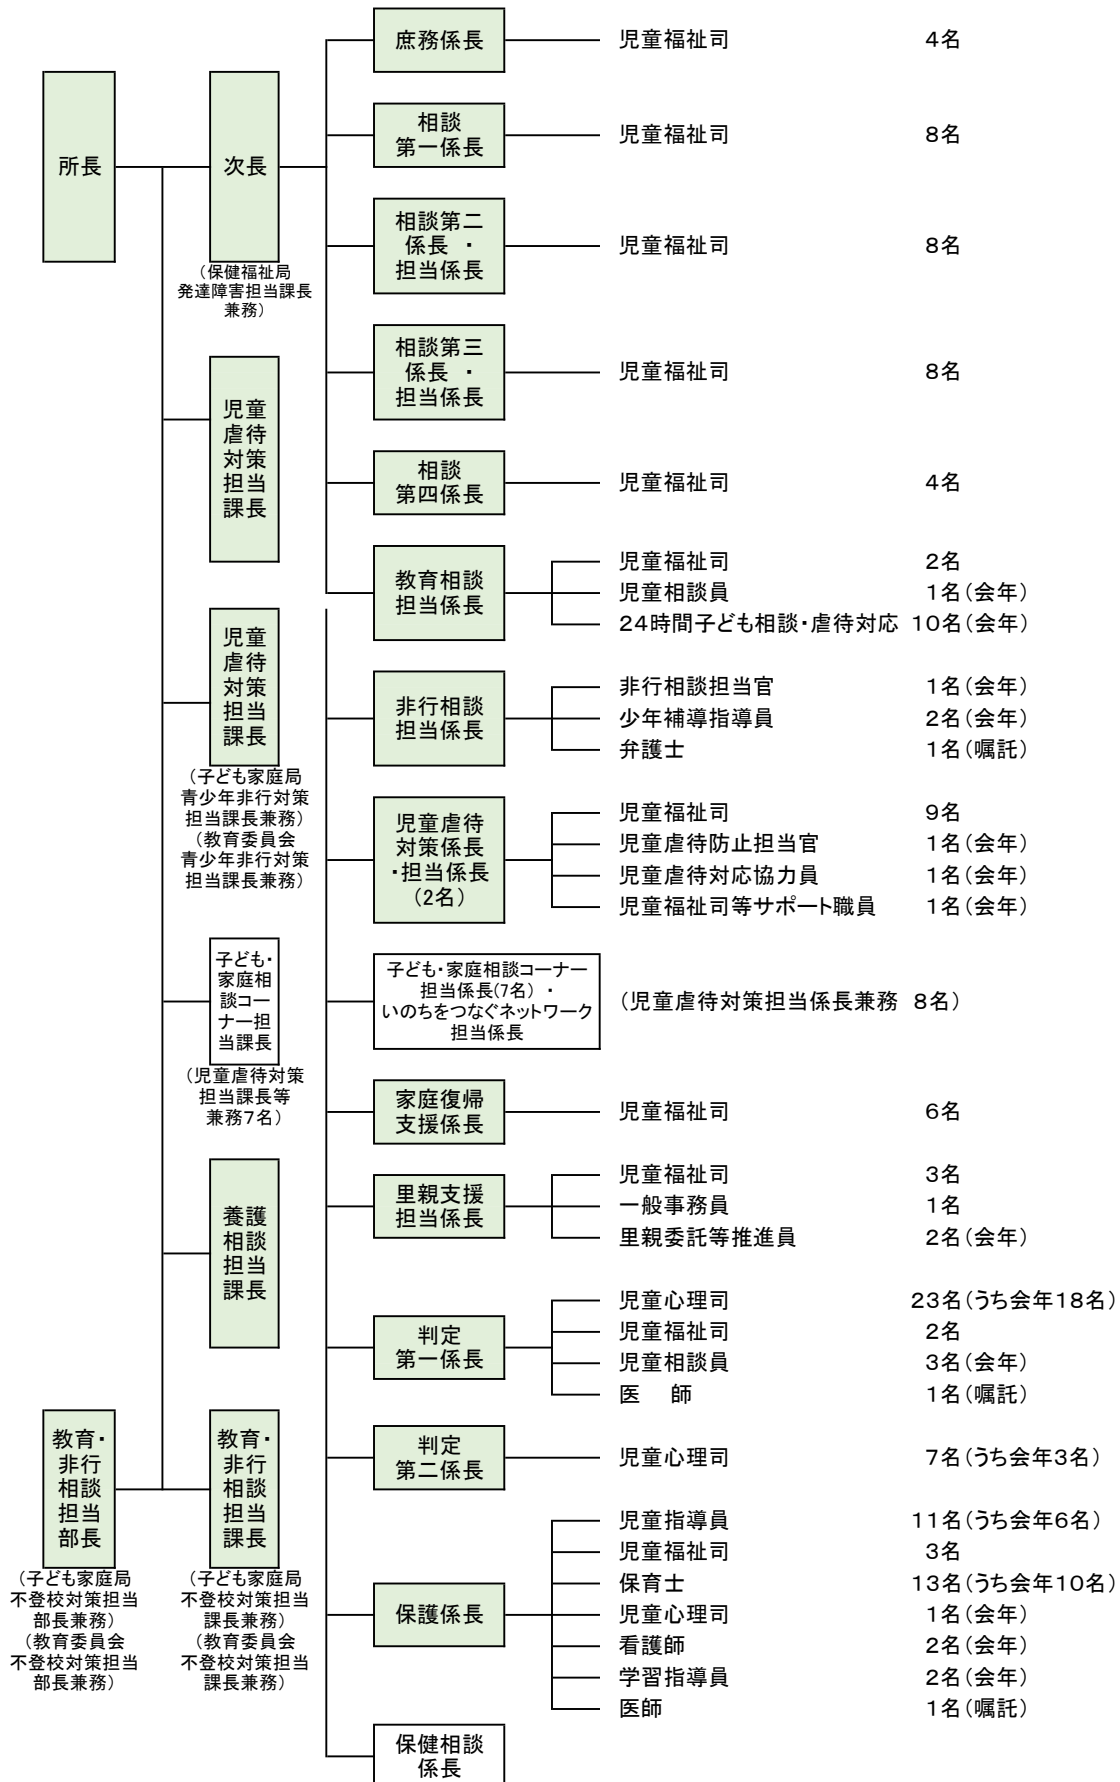 庶務係長
児童福祉司 4名
所長
次長
(保健福祉局
発達障害担当課長
兼務)
相談
第一係長
児童福祉司 8名
相談第二
係長 ・
担当係長
児童福祉司 8名
相談第三
係長 ・
担当係長
児童福祉司 8名
児童
虐待
対策
担当
課長
相談
第四係長
児童福祉司 4名
教育相談
担当係長
児童福祉司 2名
児童相談員 1名(会年)
24時間子ども相談・虐待対応 10名(会年)
児童
虐待
対策
担当
課長
(子ども家庭局
青少年非行対策
担当課長兼務)
(教育委員会
青少年非行対策
担当課長兼務)
非行相談
担当係長
非行相談担当官 1名(会年)
少年補導指導員 2名(会年)
弁護士 1名(嘱託)
児童虐待
対策係長
・担当係長
(2名)
児童福祉司 9名
児童虐待防止担当官 1名(会年)
児童虐待対応協力員 1名(会年)
児童福祉司等サポート職員 1名(会年)
子ども・
家庭相
談コー
ナー担
当課長
(児童虐待対策
担当課長等
兼務7名)
子ども・家庭相談コーナー
担当係長(7名) ・
いのちをつなぐネットワーク
担当係長
(児童虐待対策担当係長兼務 8名)
家庭復帰
支援係長
児童福祉司 6名
養護
相談
担当
課長
里親支援
担当係長
児童福祉司 3名
一般事務員 1名
里親委託等推進員 2名(会年)
判定
第一係長
児童心理司 23名(うち会年18名)
児童福祉司 2名
児童相談員 3名(会年)
医 師 1名(嘱託)
教育・
非行
相談
担当
部長
(子ども家庭局
不登校対策担当
部長兼務)
(教育委員会
不登校対策担当
部長兼務)
教育・
非行
相談
担当
課長
(子ども家庭局
不登校対策担当
課長兼務)
(教育委員会
不登校対策担当
課長兼務)
判定
第二係長
児童心理司 7名(うち会年3名)
保護係長
児童指導員 11名(うち会年6名)
児童福祉司 3名
保育士 13名(うち会年10名)
児童心理司 1名(会年)
看護師 2名(会年)
学習指導員 2名(会年)
医師 1名(嘱託)
保健相談
係長